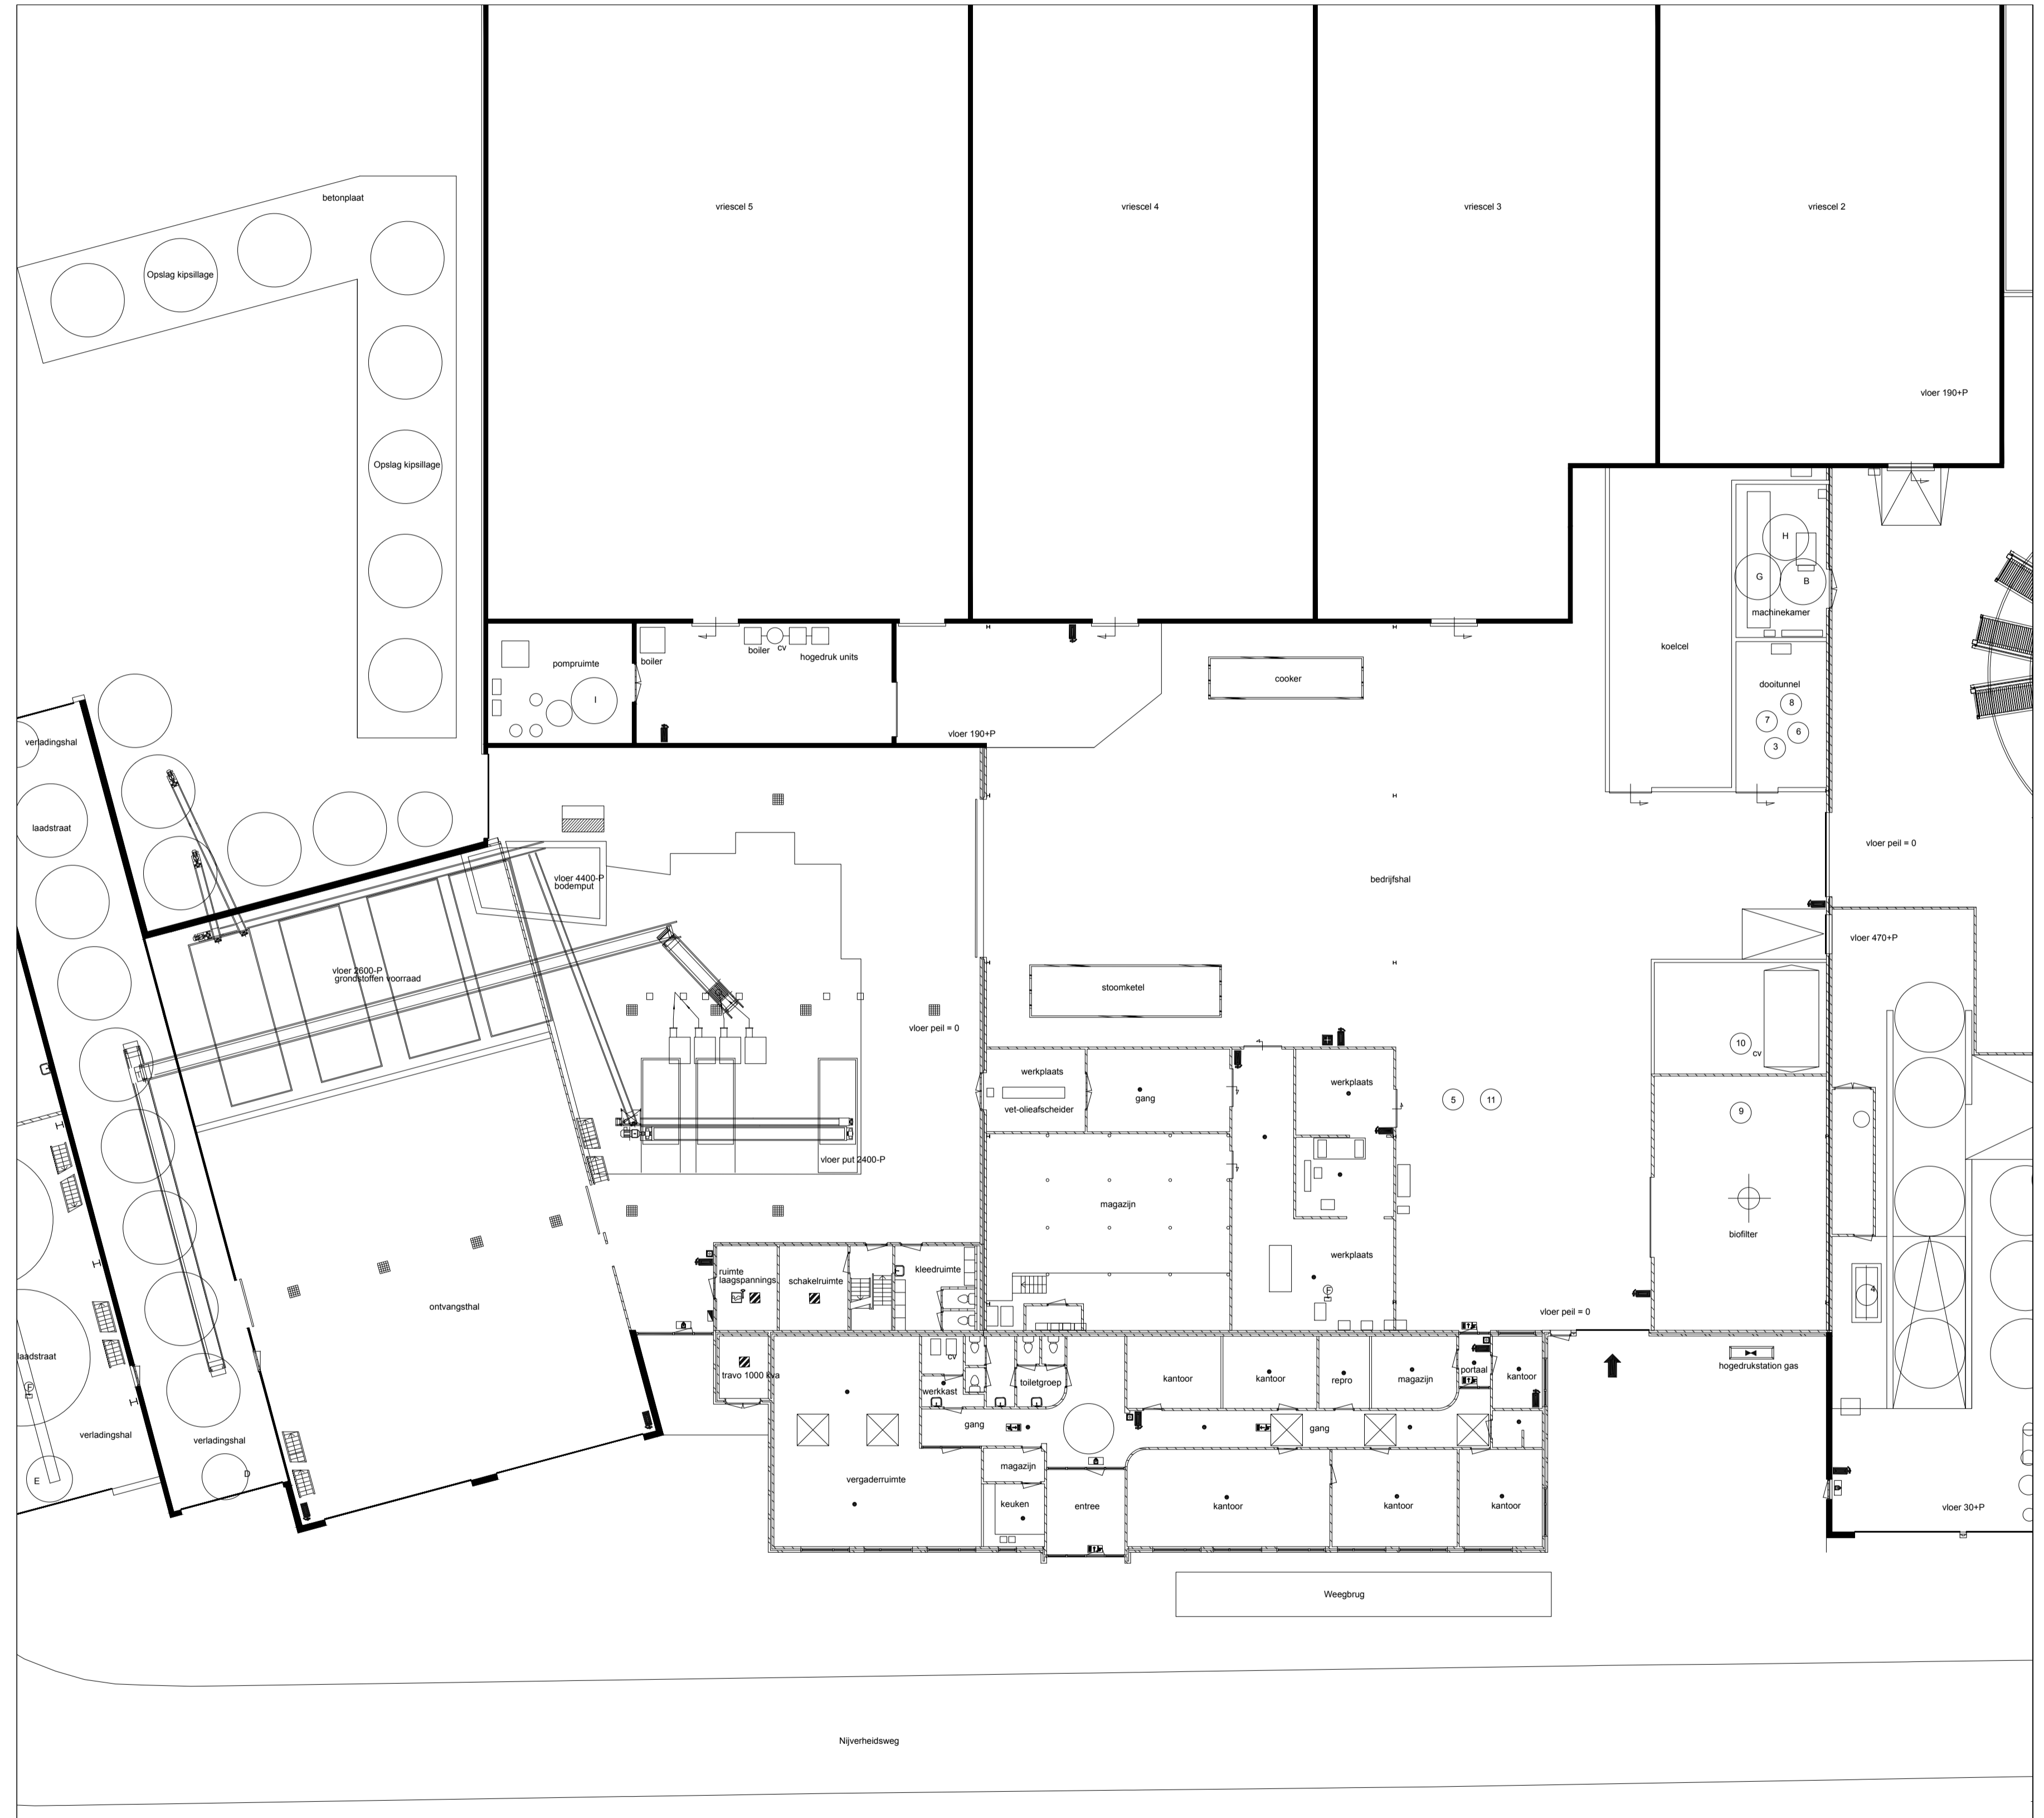 betonplaat
vriescel 5
vriescel 4
vriescel 3
vriescel 2
Opslag kipsillage
vloer 190+P
Opslag kipsillage
H
G
B
machinekamer
pompruimte
boiler
boiler
cv
hogedruk units
koelcel
cooker
dooitunnel
I
8
7
6
3
vloer 190+P
verladingshal
laadstraat
vloer peil = 0
bedrijfshal
vloer 4400-P
bodemput
vloer 470+P
vloer 2600-P
grondstoffen voorraad
stoomketel
vloer peil = 0
10
cv
werkplaats
werkplaats
gang
5
11
vet-olieafscheider
9
vloer put 2400-P
magazijn
biofilter
werkplaats
kleedruimte
ruimte
laagspannings
schakelruimte
F
4
ontvangsthal
vloer peil = 0
laadstraat
cv
hogedrukstation gas
portaal
travo 1000 kva
kantoor
kantoor
repro
magazijn
kantoor
toiletgroep
werkkast
F
gang
gang
verladingshal
verladingshal
magazijn
E
D
vergaderruimte
keuken
entree
kantoor
kantoor
kantoor
vloer 30+P
Weegbrug
Nijverheidsweg